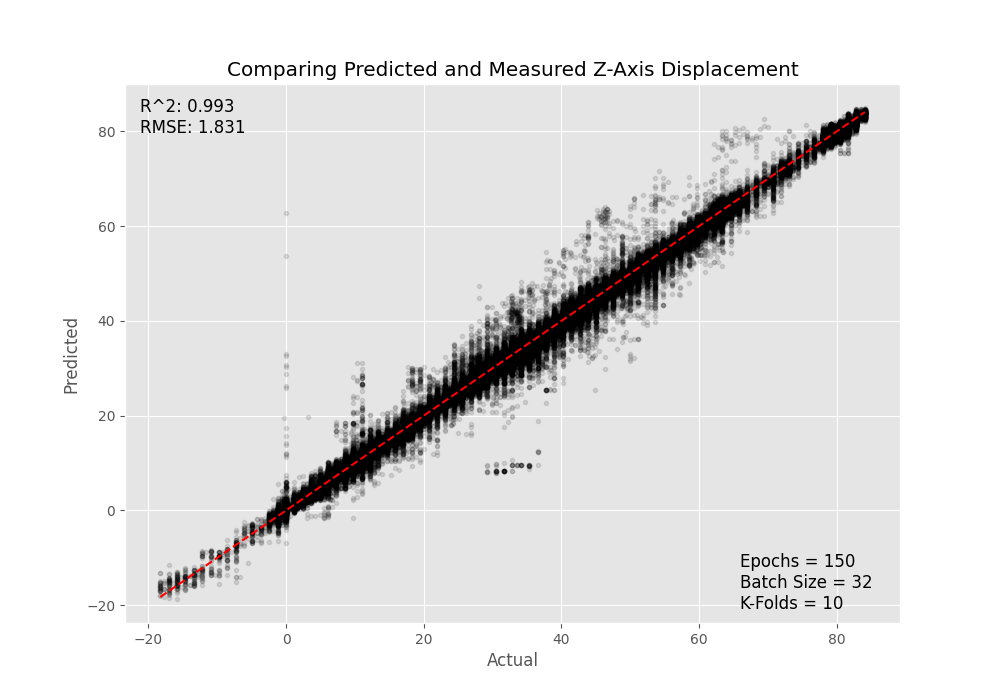 Comparing Predicted and Measured Z-Axis Displacement
R^2: 0.993
RMSE: 1.831
80
60
40
20
0
−20
Predicted
Epochs = 150
Batch Size = 32
K-Folds = 10
−20 0 20 40 60 80
Actual